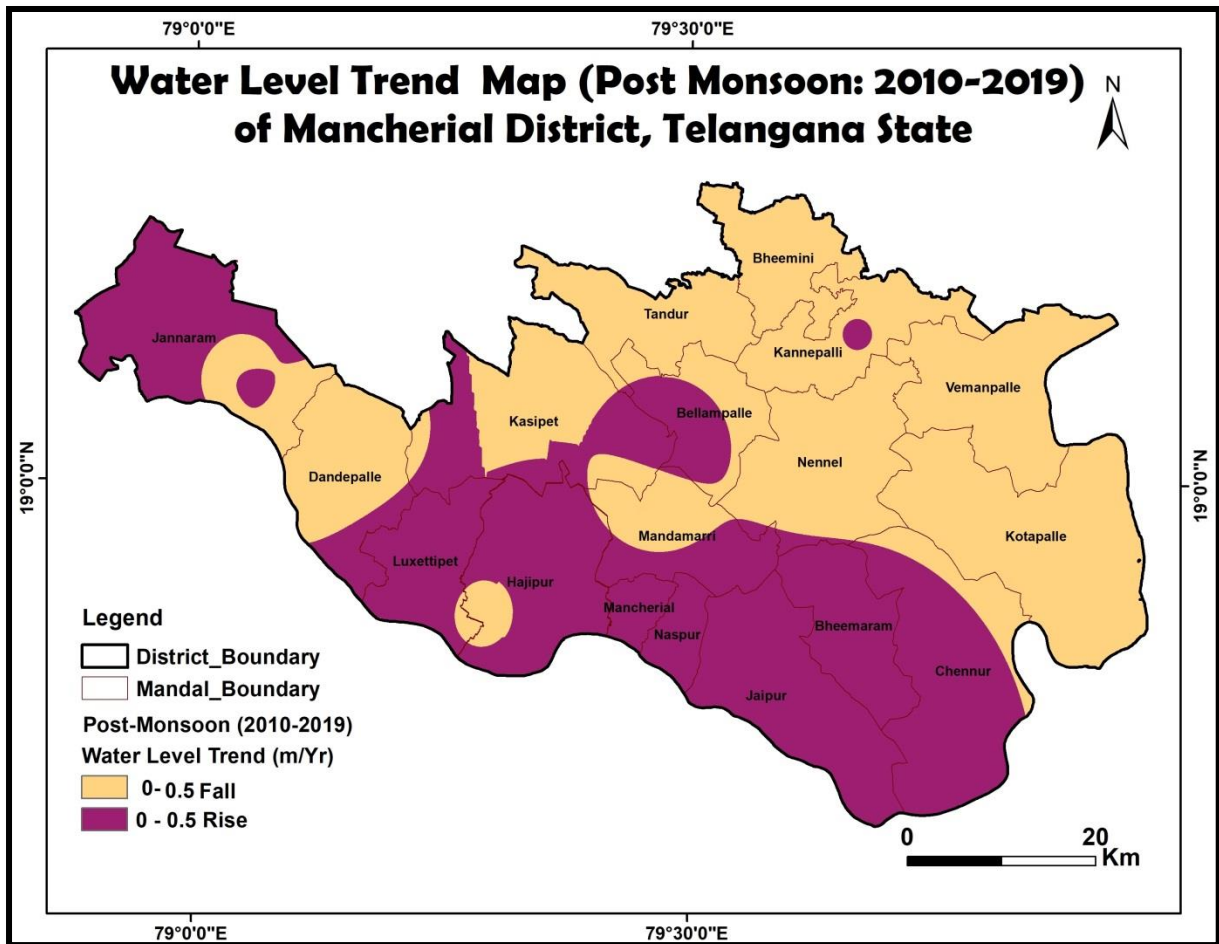 79°0'0"E 79°30'0"E
Water Level Trend Map (Post Monsoon: 2010-2019)
of Mancherial District, Telangana State
N
Bheemini
Tandur
Jannaram
Kannepalli
Vemanpalle
Kasipet
Bellampalle
Nennel
Dandepalle
19°0'0"N
19°0'0"N
Mandamarri
Kotapalle
Luxettipet
Hajipur
Mancherial
Naspur
Bheemaram
Chennur
Jaipur
Legend
District_Boundary
Mandal_Boundary
Post-Monsoon (2010-2019)
Water Level Trend (m/Yr)
0- 0.5 Fall
0 - 0.5 Rise
0 20
Km
79°0'0"E 79°30'0"E